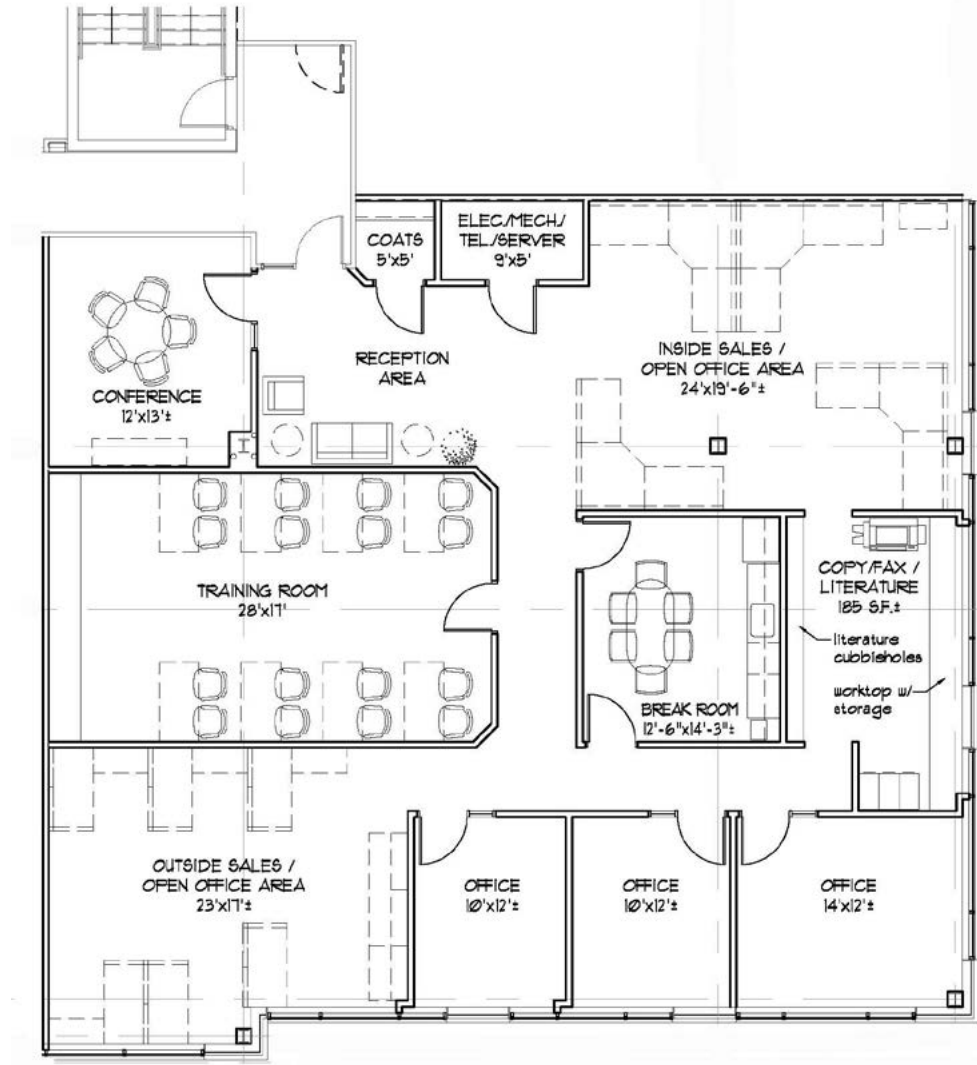 COATS
5'x5'
ELEC/MECH/
TEL/SERVER
9'x5'
RECEPTION
AREA
INSIDE SALES /
OPEN OFFICE AREA
24'x19'-6"±
CONFERENCE
12'x13'±
T
TRAINING ROOM
28'x17'
COPY/FAX /
LITERATURE
185 S.F.±
literature
cubbieholes
worktop w/
storage
BREAK ROOM
12'-6"x14'-3"±
OUTSIDE SALES /
OPEN OFFICE AREA
23'x17'±
OFFICE
10'x12'±
OFFICE
10'x12'±
OFFICE
14'x12'±